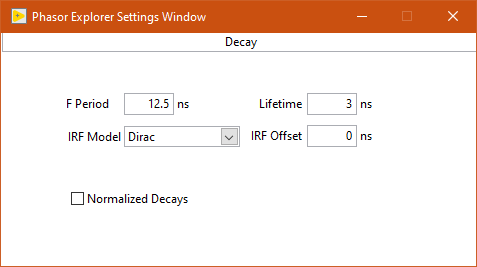 Phasor Explorer Settings Window
Decay
F Period 12.5 ns Lifetime 3 ns
IRF Model Dirac IRF Offset 0 ns
Normalized Decays